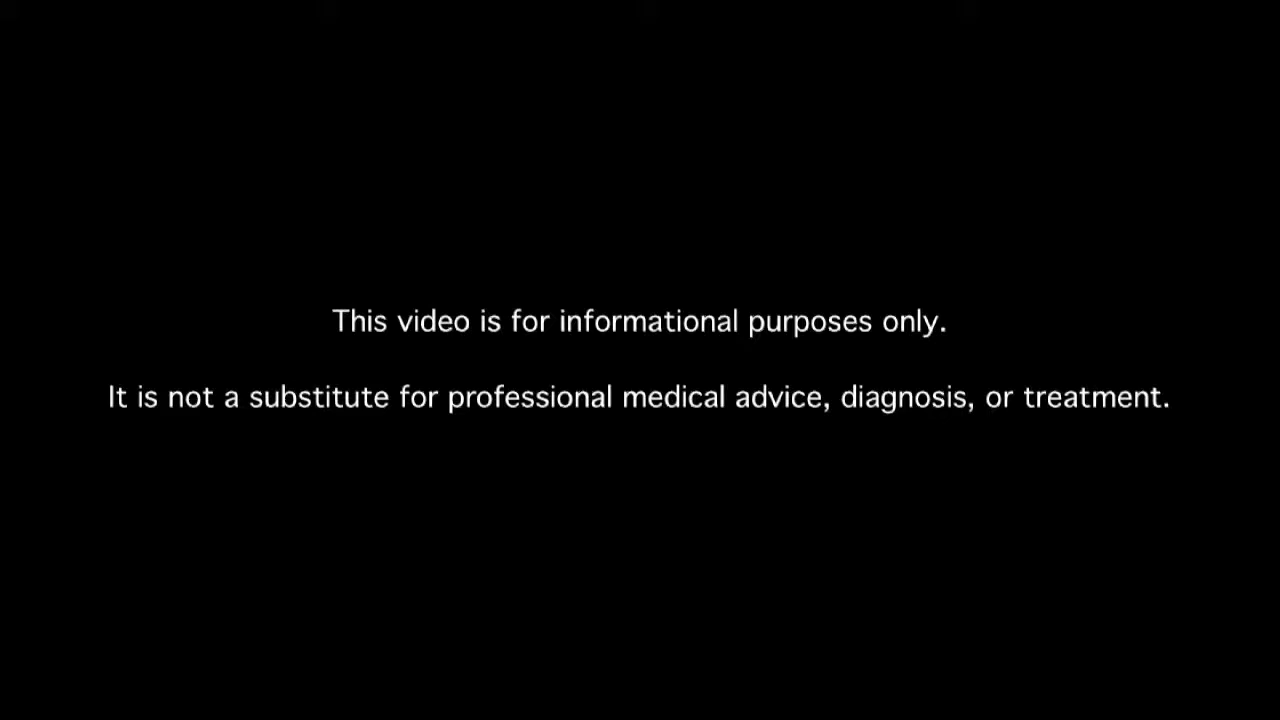 This video is for informational purposes only.
It is not a substitute for professional medical advice, diagnosis, or treatment.